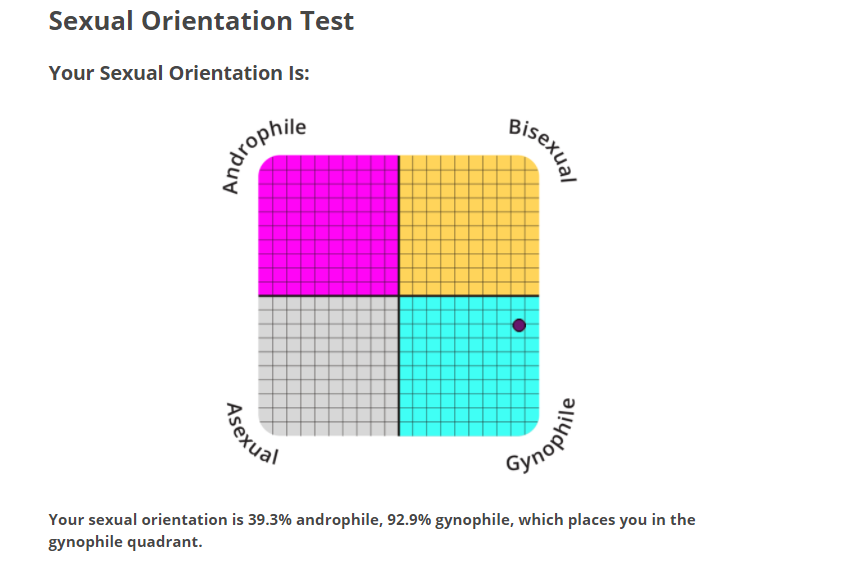 Sexual Orientation Test
Your Sexual Orientation Is:
Androphile
Bisexual
Asexual
Gynophile
Your sexual orientation is 39.3% androphile, 92.9% gynophile, which places you in the
gynophile quadrant.